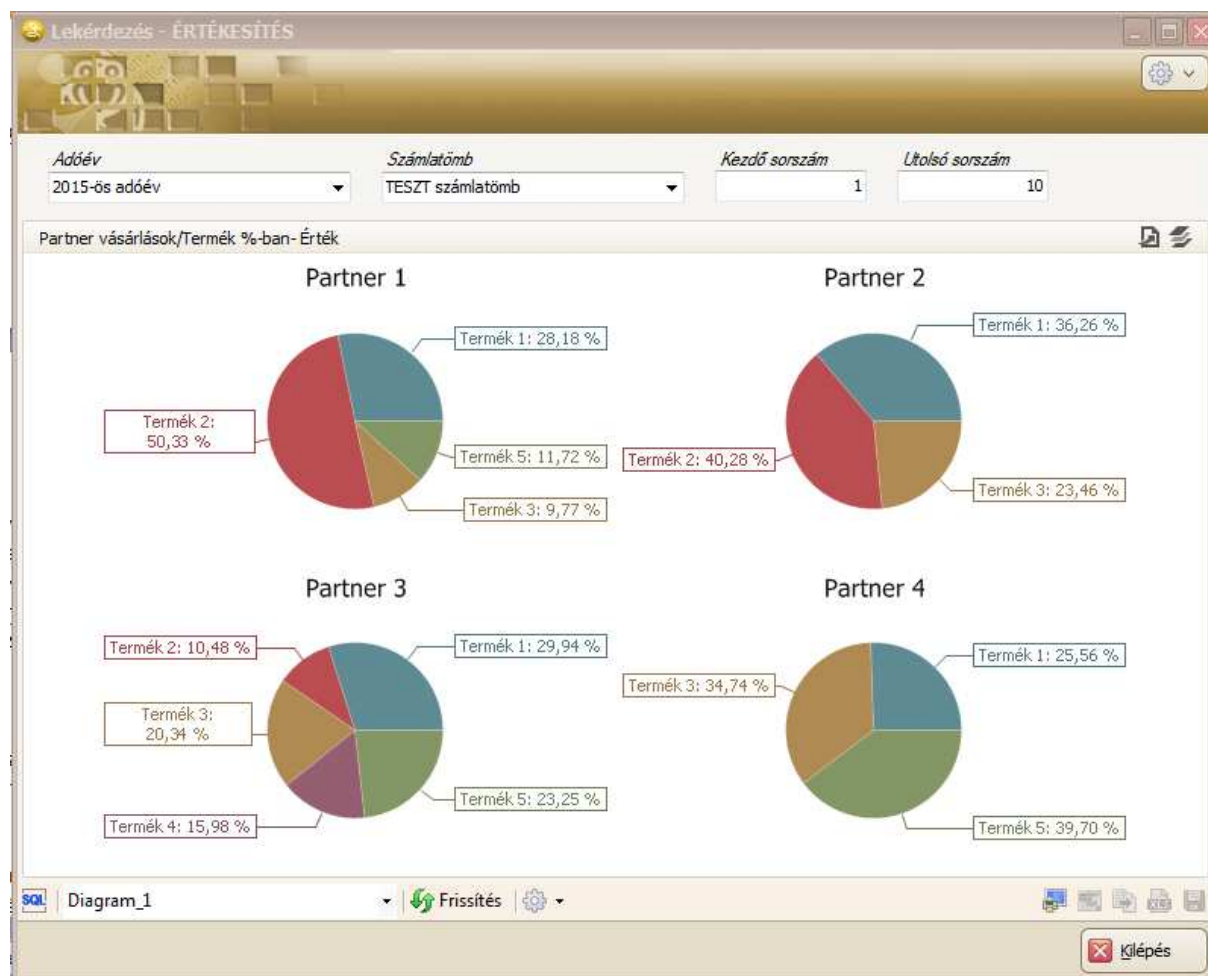 Lekérdezés - ÉRTÉKESÍTÉS
Adóév
Számlatömb
Kezdő sorszám
Utolsó sorszám
2015-ös adóév
TESZT számlatömb
1
10
Partner vásárlások/Termék %-ban- Érték
Partner 1
Termék 1: 28,18 %
Termék 2:
50,33 %
Termék 5: 11,72 %
Termék 3: 9,77 %
Partner 2
Termék 1: 36,26 %
Termék 2: 40,28 %
Termék 3: 23,46 %
Partner 3
Termék 2: 10,48 %
Termék 1: 29,94 %
Termék 3:
20,34 %
Termék 5: 23,25 %
Termék 4: 15,98 %
Partner 4
Termék 1: 25,56 %
Termék 3: 34,74 %
Termék 5: 39,70 %
SQL
Diagram_1
Frissítés
Kilépés